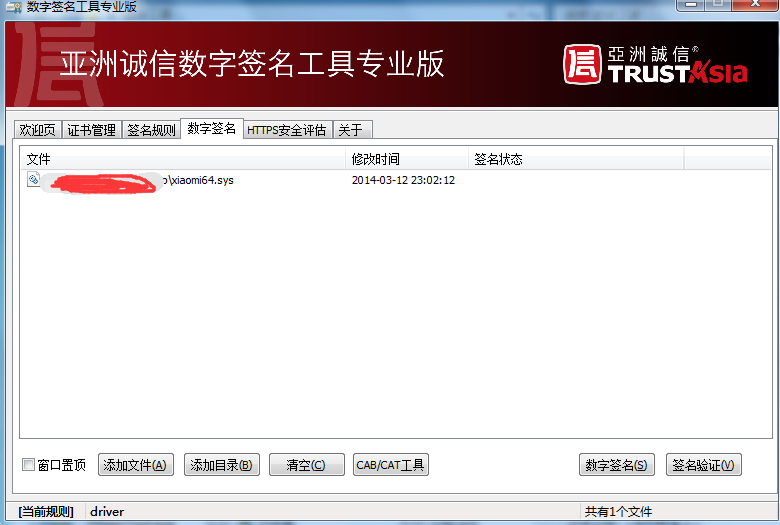 数字签名工具专业版
亚洲诚信数字签名工具专业版
亞洲誠信®
TRUSTAsia
欢迎页 证书管理 签名规则 数字签名 HTTPS安全评估 关于
文件 修改时间 签名状态
\xiaomi64.sys 2014-03-12 23:02:12
窗口置顶 添加文件(A) 添加目录(B) 清空(C) CAB/CAT工具 数字签名(S) 签名验证(V)
[当前规则] driver 共有1个文件